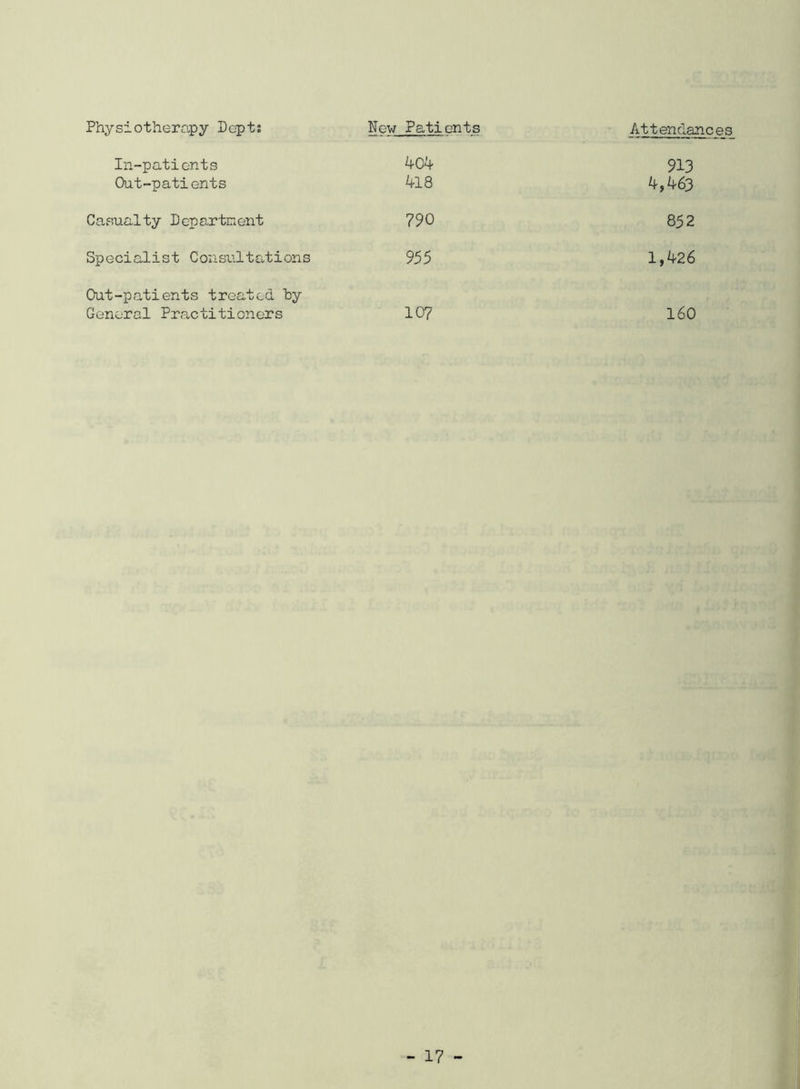 Physiotherapy Dept: New Patients Attendances
In-patients 404 913
Out-patients 418 4,463
Casualty Department 790 852
Specialist Consultations 955 1,426
Out-patients treated by
General Practitioners 107 160
- 17 -